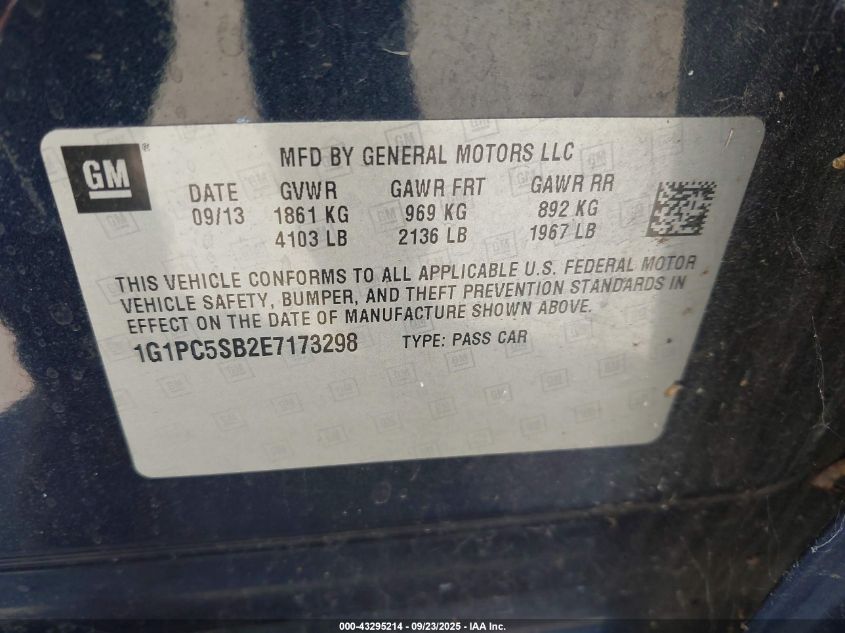 GM ®
MFD BY GENERAL MOTORS LLC
DATE GVWR GAWR FRT GAWR RR
09/13 1861 KG 969 KG 892 KG
4103 LB 2136 LB 1967 LB
THIS VEHICLE CONFORMS TO ALL APPLICABLE U.S. FEDERAL MOTOR
VEHICLE SAFETY, BUMPER, AND THEFT PREVENTION STANDARDS IN
EFFECT ON THE DATE OF MANUFACTURE SHOWN ABOVE.
1G1PC5SB2E7173298 TYPE: PASS CAR
000-43295214 - 09/23/2025 - IAA Inc.